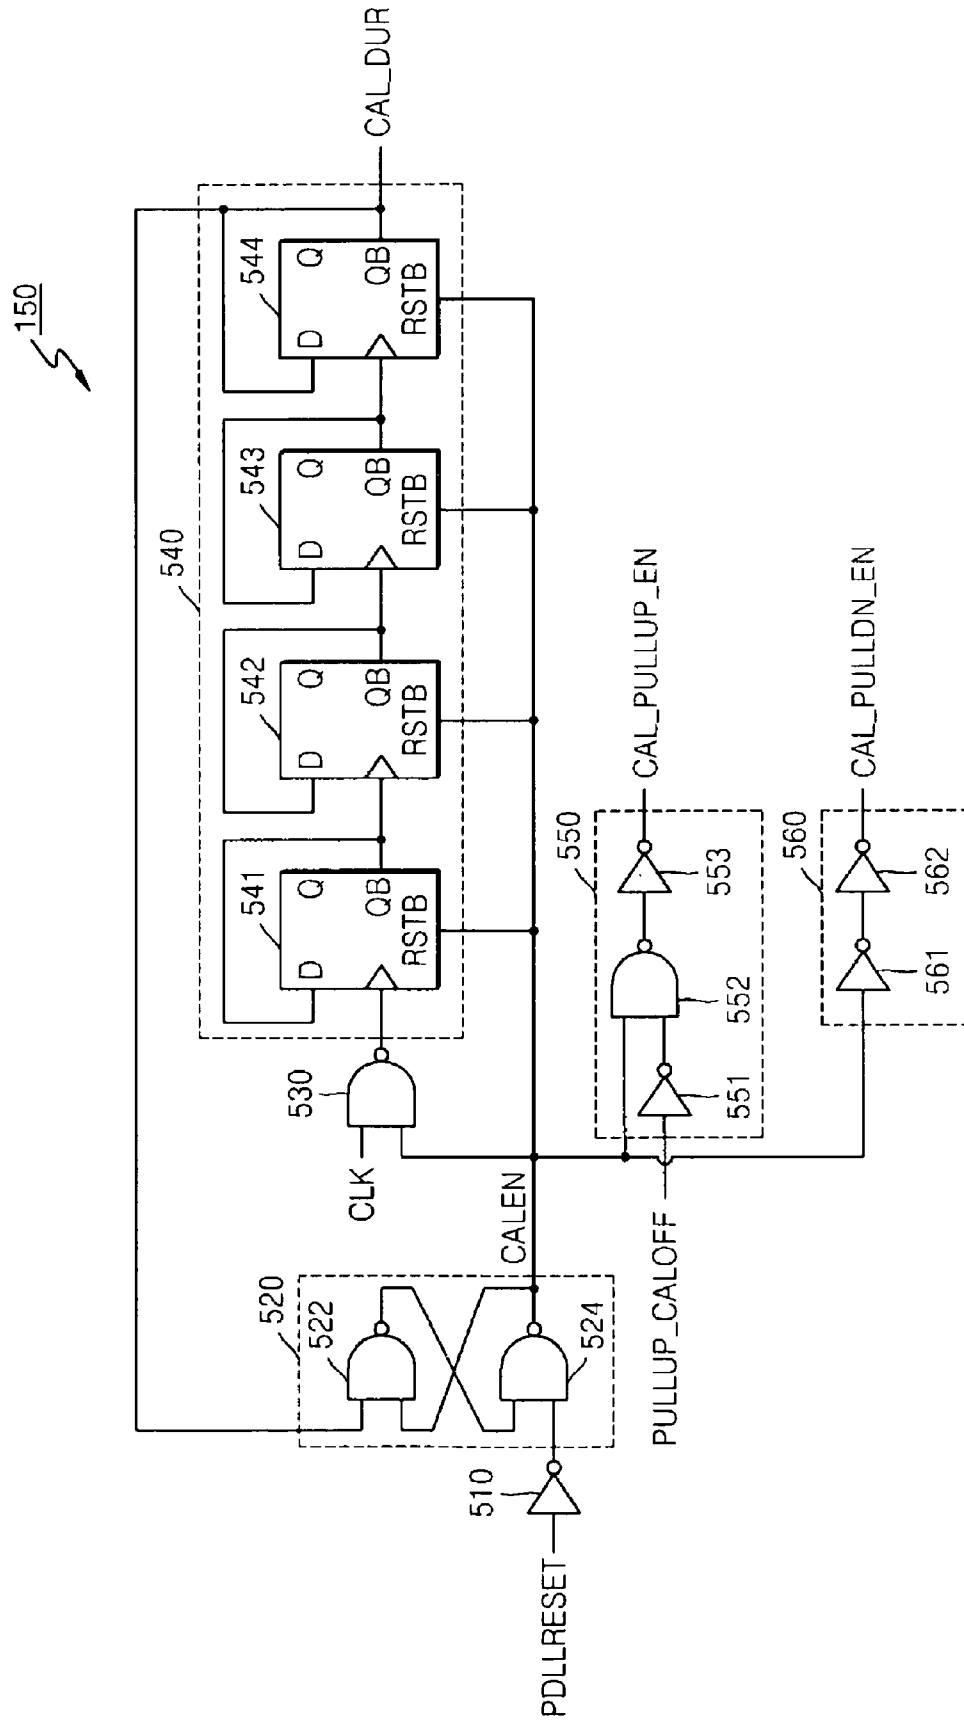 150
540
541
D
Q
QB
RSTB
542
D
Q
QB
RSTB
543
D
Q
QB
RSTB
544
D
Q
QB
RSTB
CAL_DUR
530
CLK
520
522
524
CALEN
510
PDLLRESET
550
551
552
553
PULLUP_CALOFF
CAL_PULLUP_EN
560
561
562
CAL_PULLDN_EN